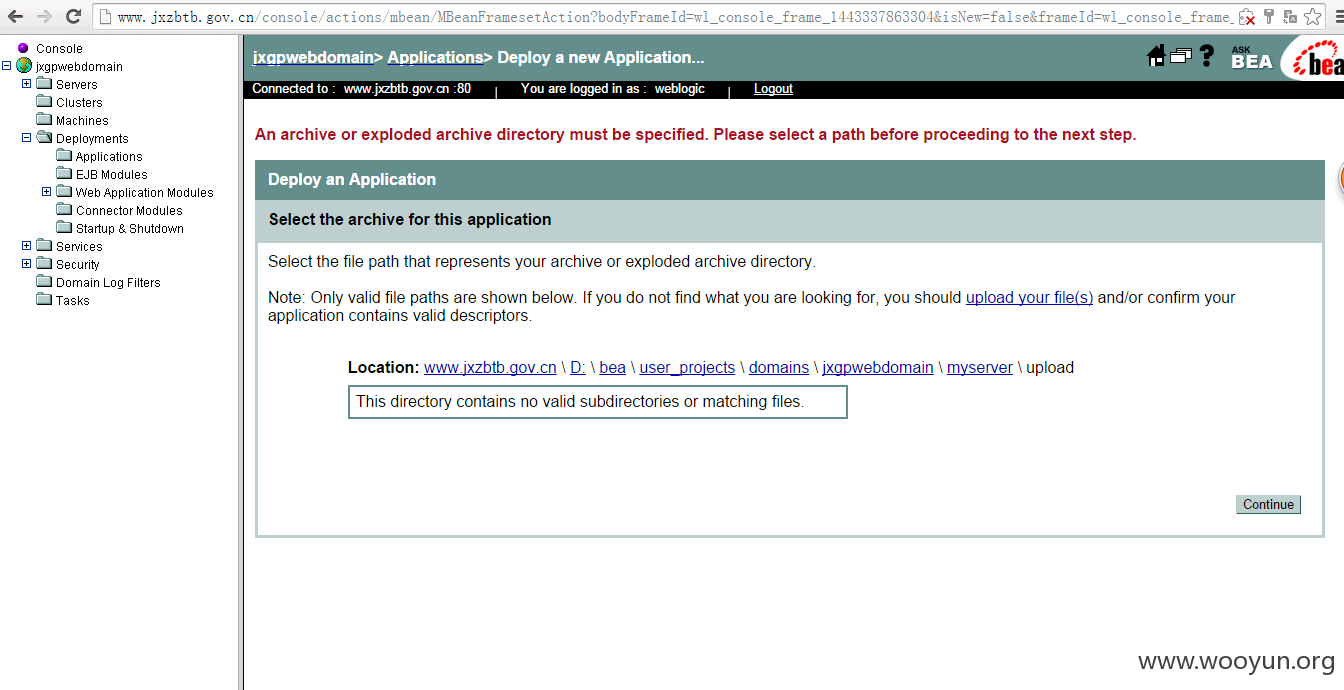 www.jxzbtb.gov.cn/console/actions/mbean/MBeanFramesetAction?bodyFrameId=wl_console_frame_1443337863304&isNew=false&frameId=wl_console_frame_
Console
jxgpwebdomain
Servers
Clusters
Machines
Deployments
Applications
EJB Modules
Web Application Modules
Connector Modules
Startup & Shutdown
Services
Security
Domain Log Filters
Tasks
jxgpwebdomain> Applications> Deploy a new Application...
ASK
BEA
bea
Connected to : www.jxzbtb.gov.cn :80 | You are logged in as : weblogic | Logout
An archive or exploded archive directory must be specified. Please select a path before proceeding to the next step.
Deploy an Application
Select the archive for this application
Select the file path that represents your archive or exploded archive directory.
Note: Only valid file paths are shown below. If you do not find what you are looking for, you should upload your file(s) and/or confirm your
application contains valid descriptors.
Location: www.jxzbtb.gov.cn \ D: \ bea \ user_projects \ domains \ jxgpwebdomain \ myserver \ upload
This directory contains no valid subdirectories or matching files.
Continue
www.wooyun.org